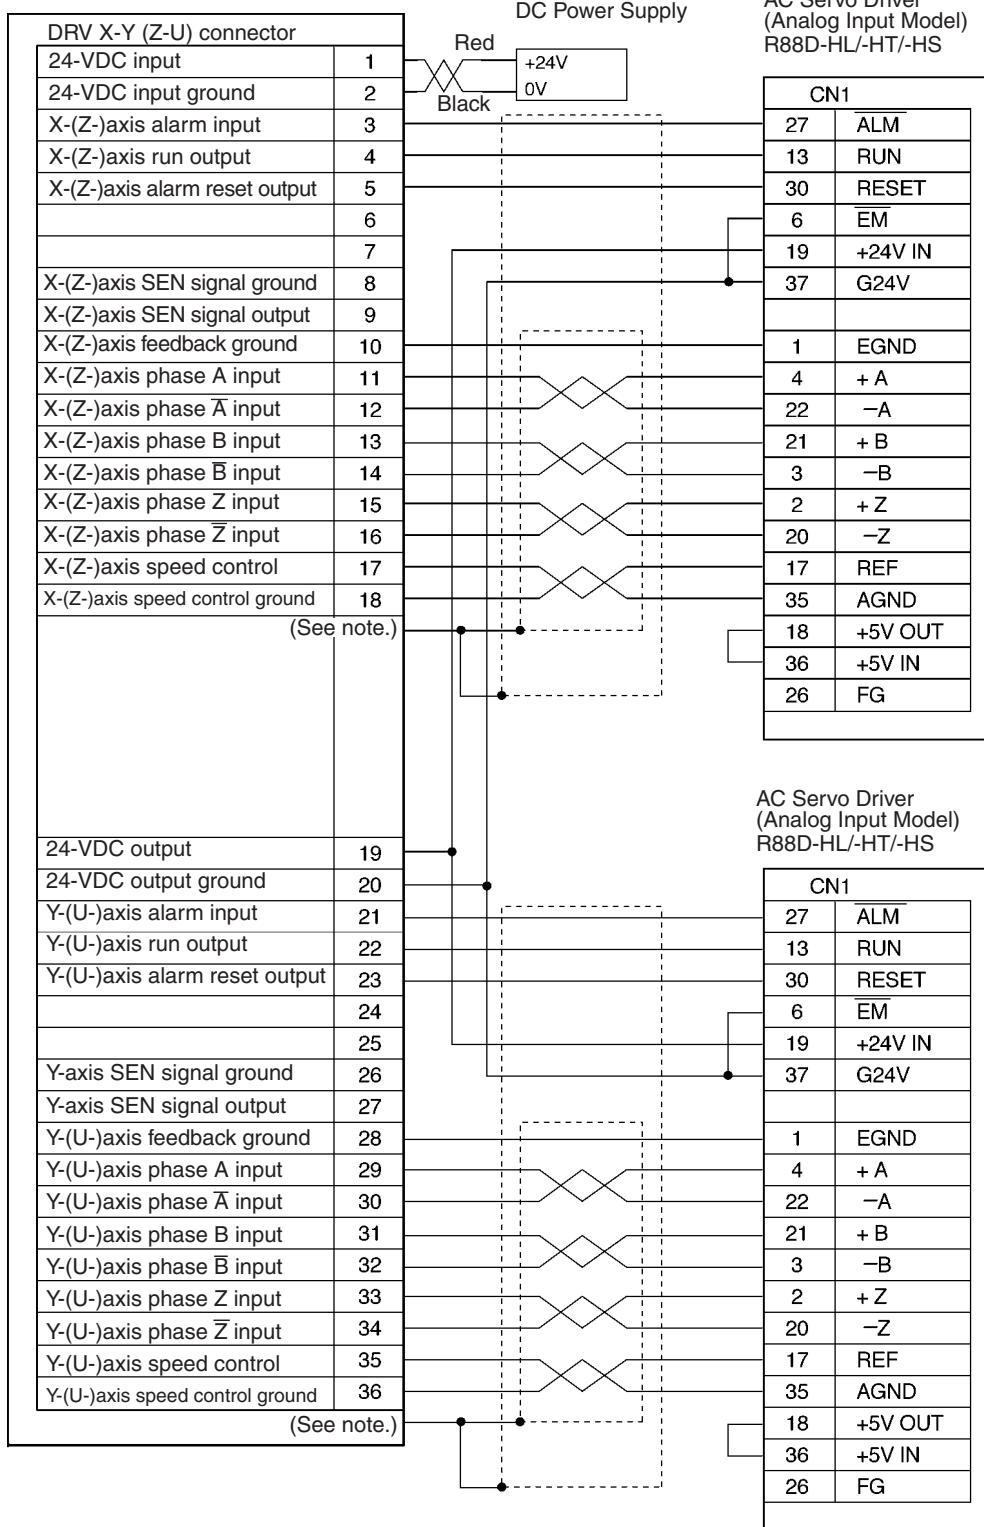 DC Power Supply
AC Servo Driver
(Analog Input Model)
R88D-HL/-HT/-HS
DRV X-Y (Z-U) connector
24-VDC input 1
24-VDC input ground 2
X-(Z-)axis alarm input 3
X-(Z-)axis run output 4
X-(Z-)axis alarm reset output 5
6
7
X-(Z-)axis SEN signal ground 8
X-(Z-)axis SEN signal output 9
X-(Z-)axis feedback ground 10
X-(Z-)axis phase A input 11
X-(Z-)axis phase A̅ input 12
X-(Z-)axis phase B input 13
X-(Z-)axis phase B̅ input 14
X-(Z-)axis phase Z input 15
X-(Z-)axis phase Z̅ input 16
X-(Z-)axis speed control 17
X-(Z-)axis speed control ground 18
(See note.)
24-VDC output 19
24-VDC output ground 20
Y-(U-)axis alarm input 21
Y-(U-)axis run output 22
Y-(U-)axis alarm reset output 23
24
25
Y-axis SEN signal ground 26
Y-axis SEN signal output 27
Y-(U-)axis feedback ground 28
Y-(U-)axis phase A input 29
Y-(U-)axis phase A̅ input 30
Y-(U-)axis phase B input 31
Y-(U-)axis phase B̅ input 32
Y-(U-)axis phase Z input 33
Y-(U-)axis phase Z̅ input 34
Y-(U-)axis speed control 35
Y-(U-)axis speed control ground 36
(See note.)
Red
Black
+24V
0V
CN1
27 A̅L̅M̅
13 RUN
30 RESET
6 E̅M̅
19 +24V IN
37 G24V
1 EGND
4 + A
22 −A
21 + B
3 −B
2 + Z
20 −Z
17 REF
35 AGND
18 +5V OUT
36 +5V IN
26 FG
AC Servo Driver
(Analog Input Model)
R88D-HL/-HT/-HS
CN1
27 A̅L̅M̅
13 RUN
30 RESET
6 E̅M̅
19 +24V IN
37 G24V
1 EGND
4 + A
22 −A
21 + B
3 −B
2 + Z
20 −Z
17 REF
35 AGND
18 +5V OUT
36 +5V IN
26 FG